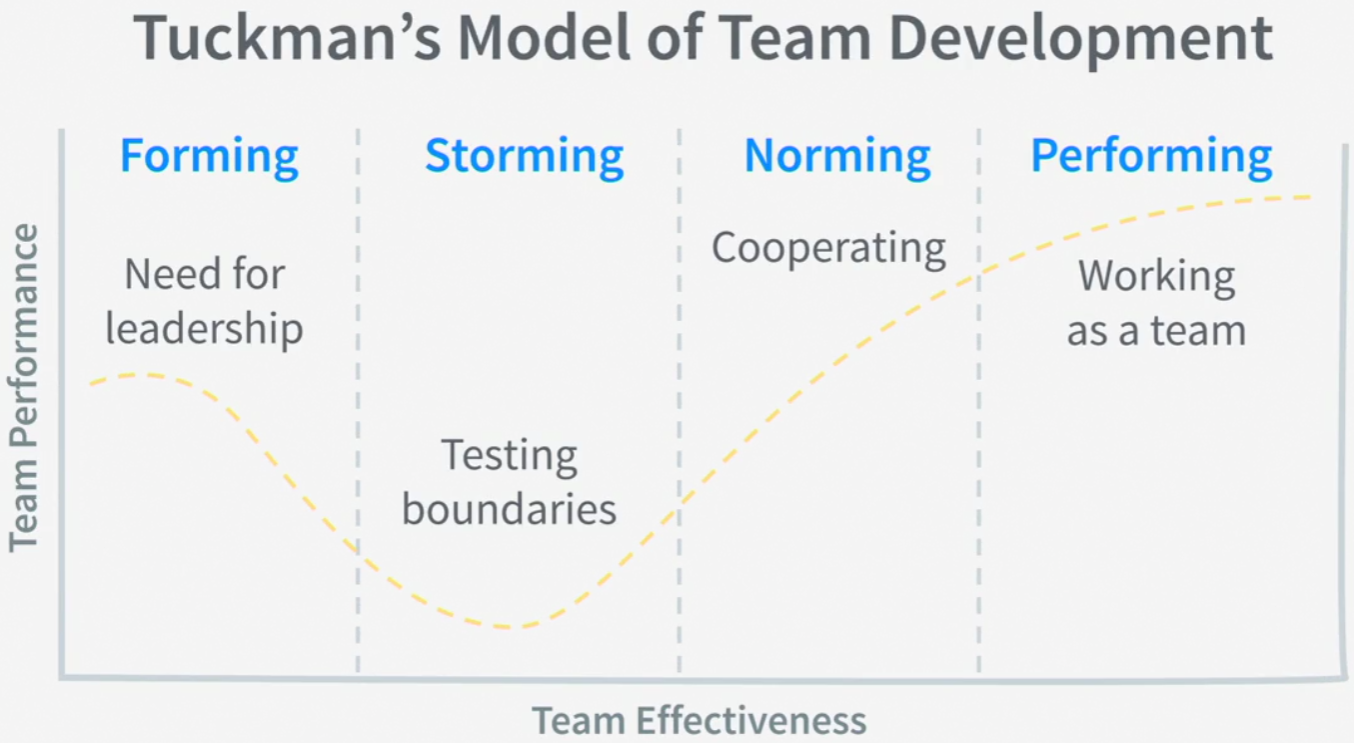 Tuckman’s Model of Team Development
Forming
Storming
Norming
Performing
Need for
leadership
Testing
boundaries
Cooperating
Working
as a team
Team Performance
Team Effectiveness